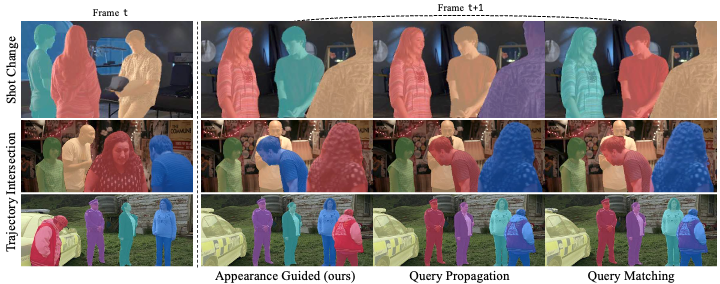 Frame t
Frame t+1
Shot Change
Trajectory Intersection
Appearance Guided (ours)
Query Propagation
Query Matching